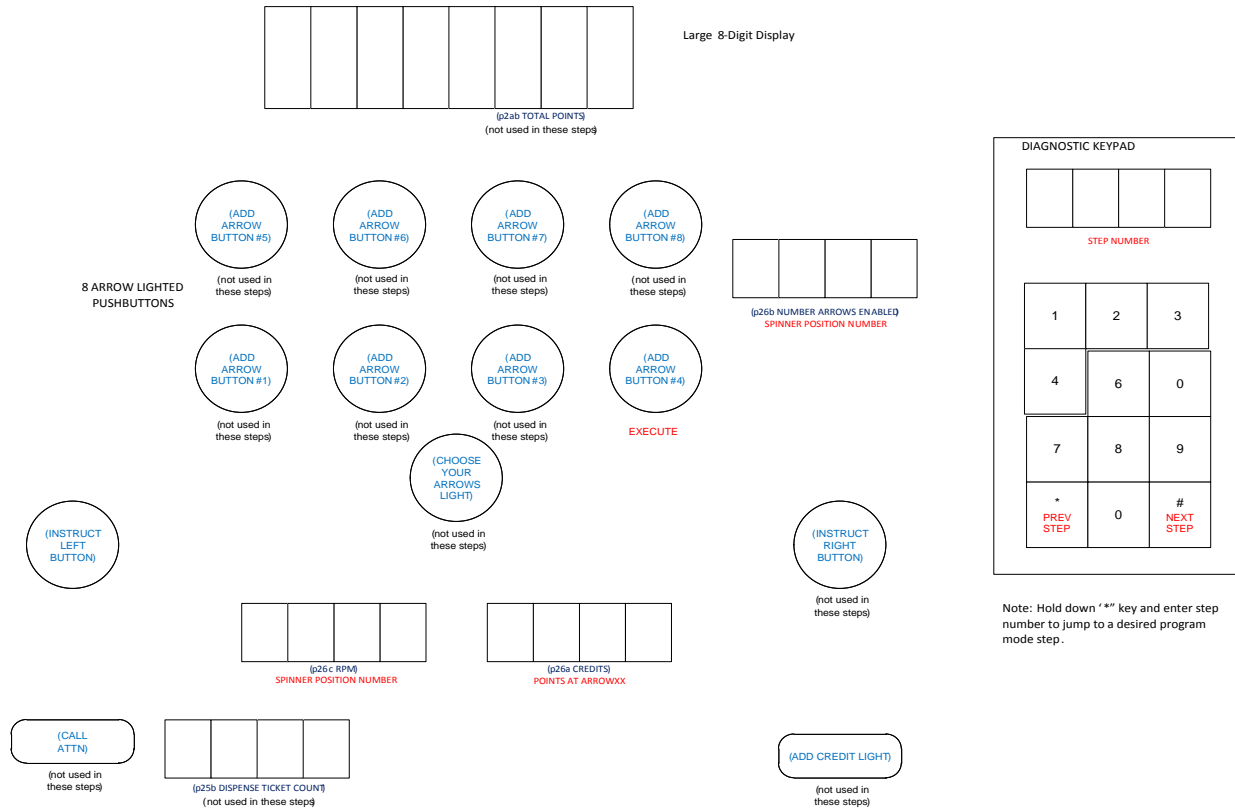 Large 8-Digit Display
(p2ab TOTAL POINTS)
(not used in these steps)
DIAGNOSTIC KEYPAD
STEP NUMBER
(ADD
ARROW
BUTTON #5)
(not used in
these steps)
(ADD
ARROW
BUTTON #6)
(not used in
these steps)
(ADD
ARROW
BUTTON #7)
(not used in
these steps)
(ADD
ARROW
BUTTON #8)
(not used in
these steps)
8 ARROW LIGHTED
PUSHBUTTONS
(p26b NUMBER ARROWS ENABLED)
SPINNER POSITION NUMBER
1 2 3
4 6 0
7 8 9
* 0 #
PREV
STEP
NEXT
STEP
(ADD
ARROW
BUTTON #1)
(not used in
these steps)
(ADD
ARROW
BUTTON #2)
(not used in
these steps)
(ADD
ARROW
BUTTON #3)
(not used in
these steps)
(ADD
ARROW
BUTTON #4)
EXECUTE
(CHOOSE
YOUR
ARROWS
LIGHT)
(not used in
these steps)
(INSTRUCT
LEFT
BUTTON)
(INSTRUCT
RIGHT
BUTTON)
(not used in
these steps)
Note: Hold down ‘*” key and enter step
number to jump to a desired program
mode step.
(p26c RPM)
SPINNER POSITION NUMBER
(p26a CREDITS)
POINTS AT ARROWXX
(CALL
ATTN)
(not used in
these steps)
(p25b DISPENSE TICKET COUNT)
(not used in these steps)
(ADD CREDIT LIGHT)
(not used in
these steps)